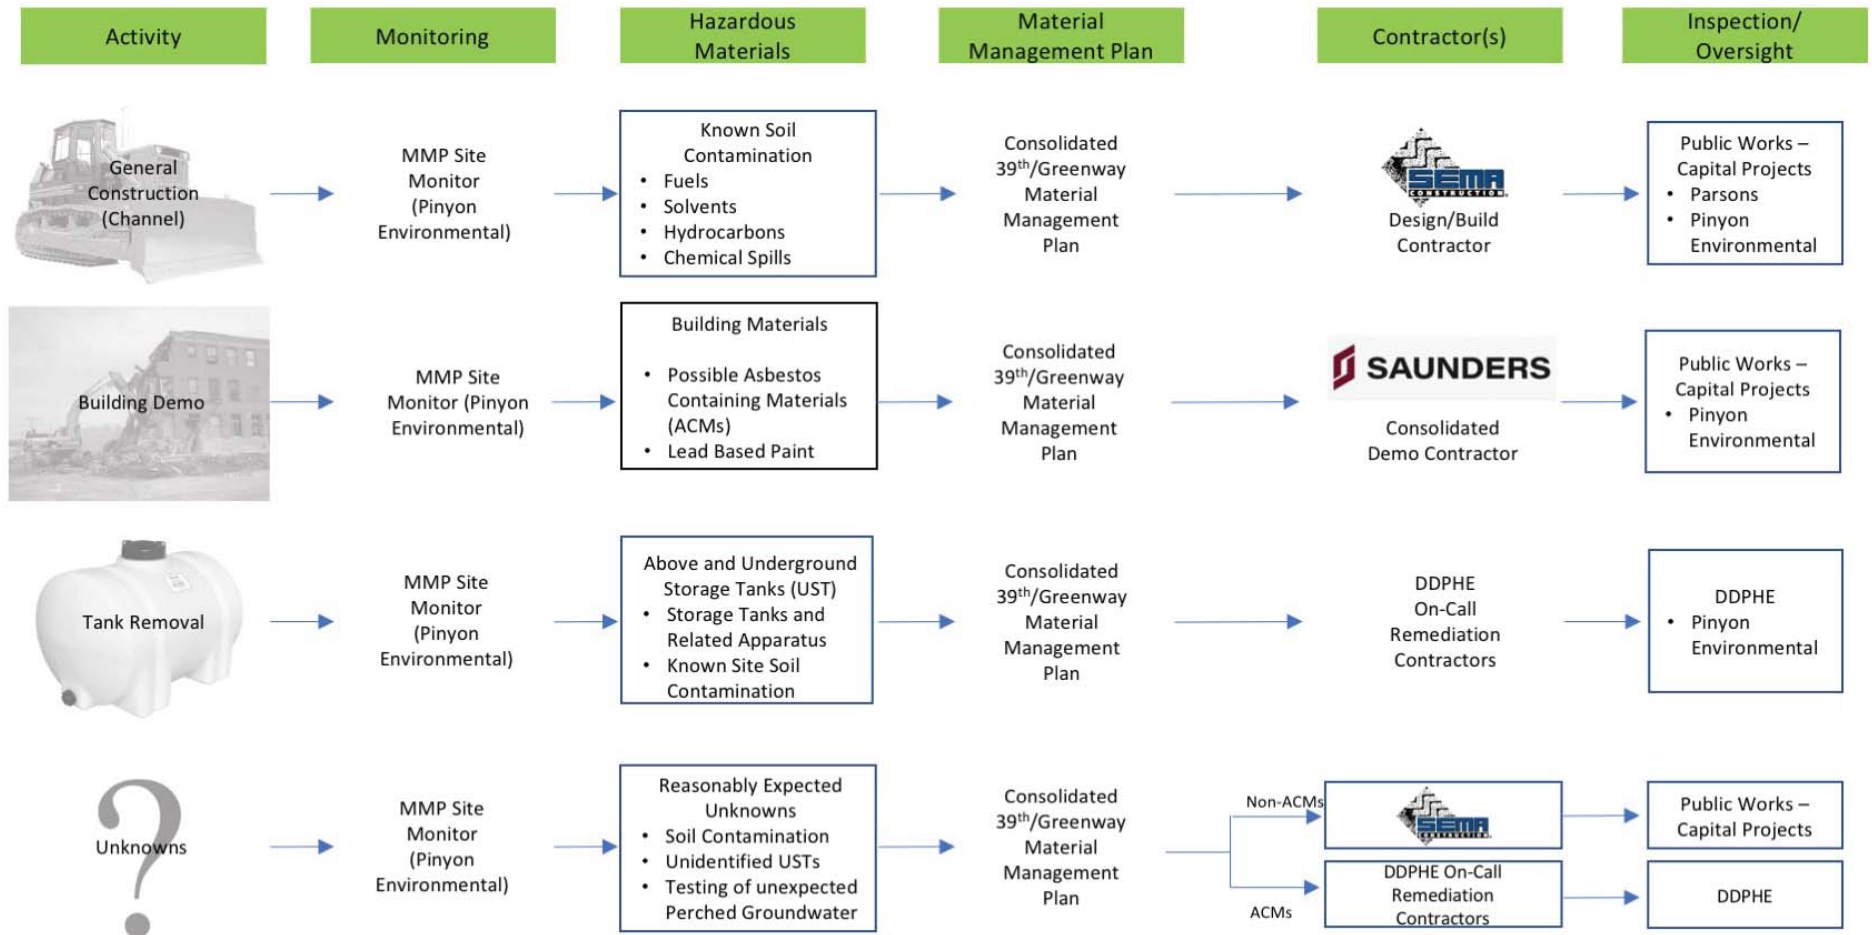 Activity
Monitoring
Hazardous
Materials
Material
Management Plan
Contractor(s)
Inspection/
Oversight
General
Construction
(Channel)
MMP Site
Monitor
(Pinyon
Environmental)
Known Soil
Contamination
• Fuels
• Solvents
• Hydrocarbons
• Chemical Spills
Consolidated
39th/Greenway
Material
Management
Plan
SEMA
CONSTRUCTION
Design/Build
Contractor
Public Works –
Capital Projects
• Parsons
• Pinyon
Environmental
Building Demo
MMP Site
Monitor (Pinyon
Environmental)
Building Materials
• Possible Asbestos
Containing Materials
(ACMs)
• Lead Based Paint
Consolidated
39th/Greenway
Material
Management
Plan
SAUNDERS
Consolidated
Demo Contractor
Public Works –
Capital Projects
• Pinyon
Environmental
Tank Removal
MMP Site
Monitor
(Pinyon
Environmental)
Above and Underground
Storage Tanks (UST)
• Storage Tanks and
Related Apparatus
• Known Site Soil
Contamination
Consolidated
39th/Greenway
Material
Management
Plan
DDPHE
On-Call
Remediation
Contractors
DDPHE
• Pinyon
Environmental
?
Unknowns
MMP Site
Monitor
(Pinyon
Environmental)
Reasonably Expected
Unknowns
• Soil Contamination
• Unidentified USTs
• Testing of unexpected
Perched Groundwater
Consolidated
39th/Greenway
Material
Management
Plan
Non-ACMs
SEMA
CONSTRUCTION
Public Works –
Capital Projects
ACMs
DDPHE On-Call
Remediation
Contractors
DDPHE